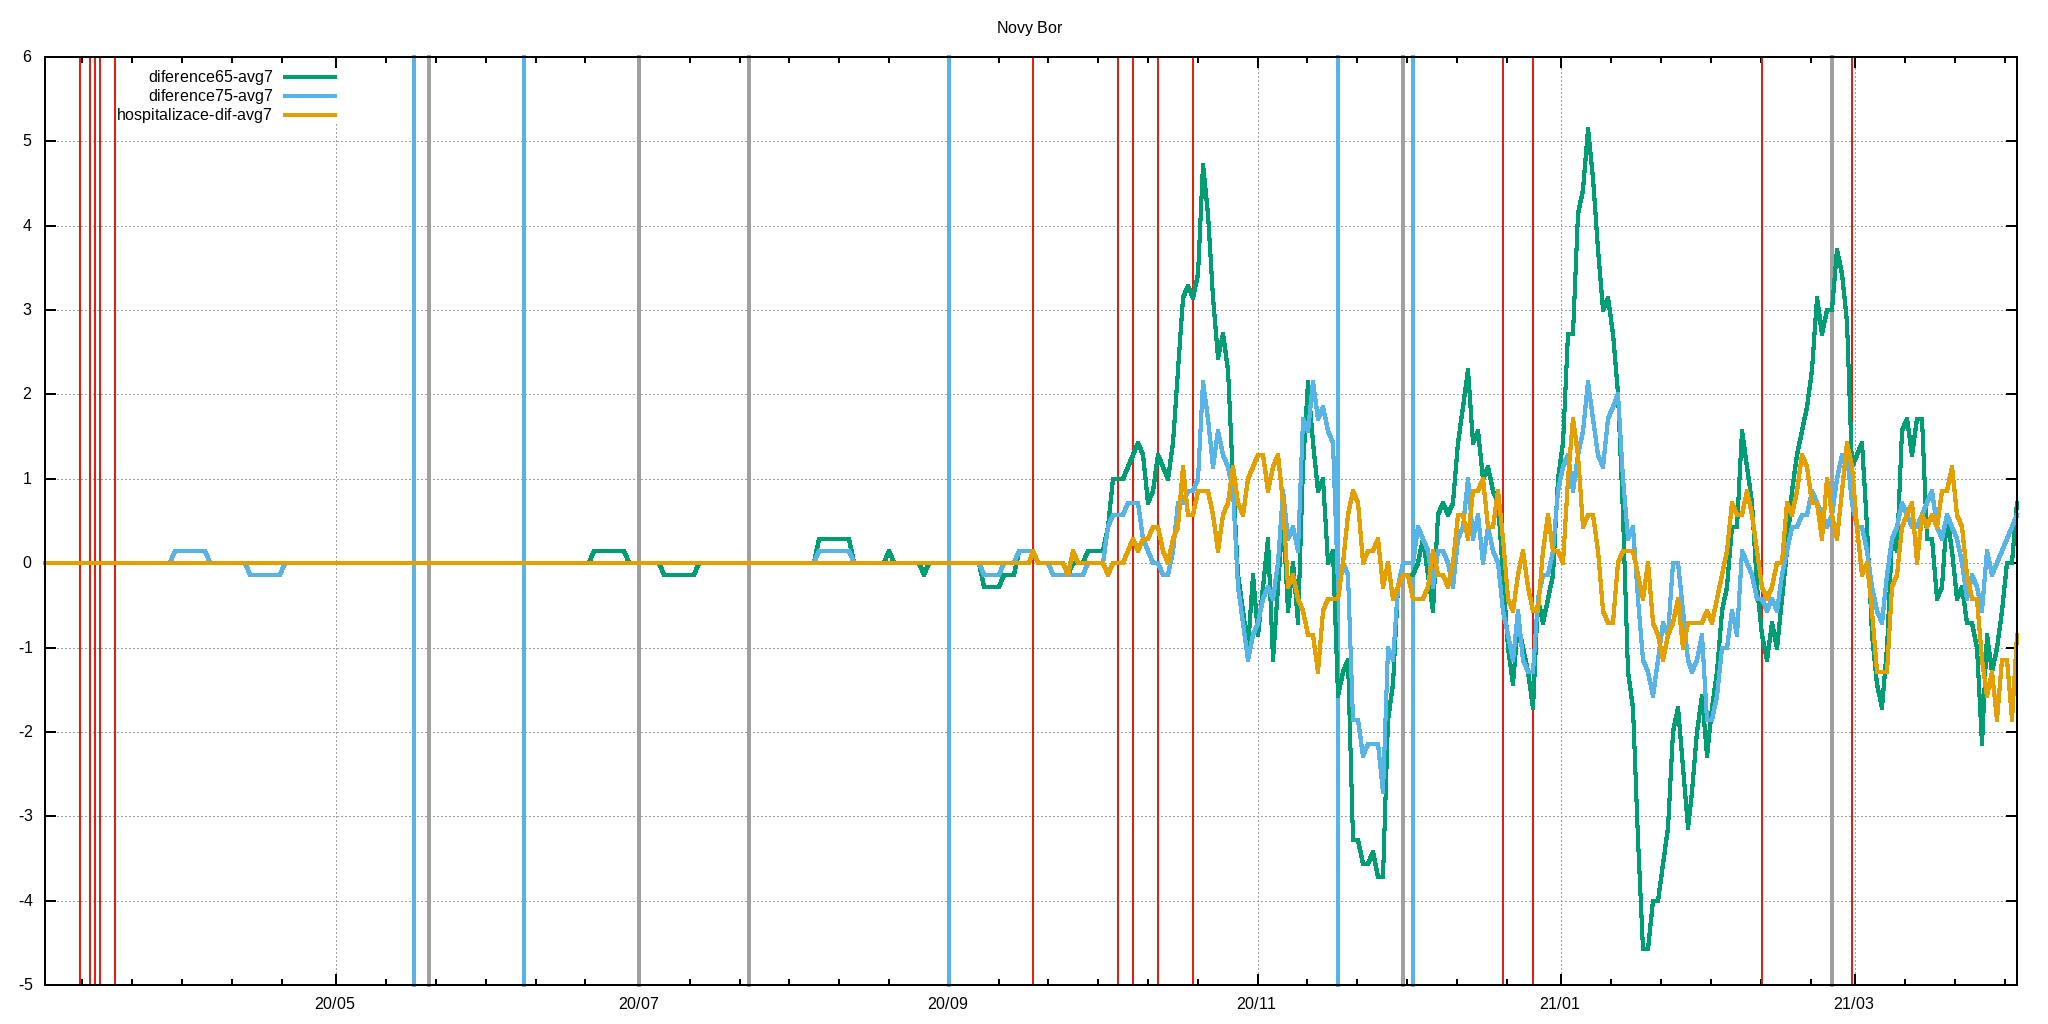 Novy Bor
6
diference65-avg7
diference75-avg7
hospitalizace-dif-avg7
5
4
3
2
1
0
-1
-2
-3
-4
-5
20/05 20/07 20/09 20/11 21/01 21/03